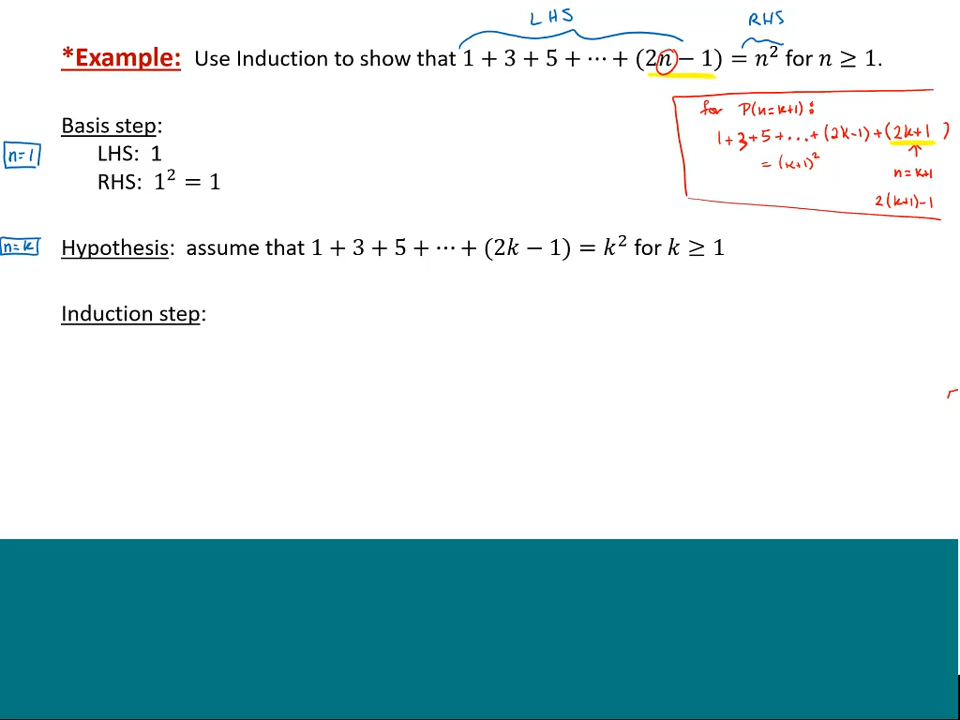 LHS RHS
*Example: Use Induction to show that 1 + 3 + 5 + ⋯ + (2n − 1) = n² for n ≥ 1.
for P(n=k+1):
1+3+5+...+(2k-1)+(2k+1)
= (k+1)²
n=k+1
2(k+1)-1
Basis step:
n=1
LHS: 1
RHS: 1² = 1
n=k Hypothesis: assume that 1 + 3 + 5 + ⋯ + (2k − 1) = k² for k ≥ 1
Induction step: